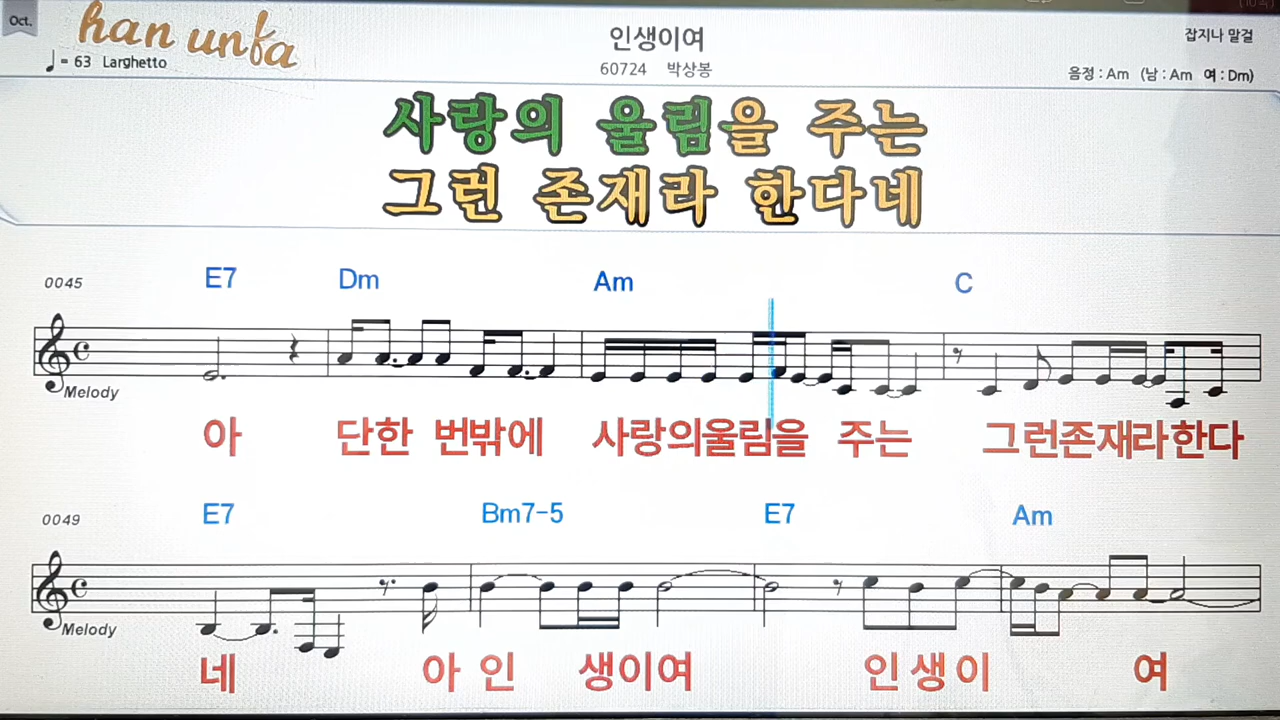 Oct.
han unfa
♩= 63 Larghetto
인생이여
60724 박상봉
잡지나 말걸
음정 : Am (남 : Am 여 : Dm)
사랑의 울림을 주는
그런 존재라 한다네
0045
E7 Dm Am C
Melody
아 단한 번밖에 사랑의울림을 주는 그런존재라한다
0049
E7 Bm7-5 E7 Am
Melody
네 아 인 생이여 인 생 이 여